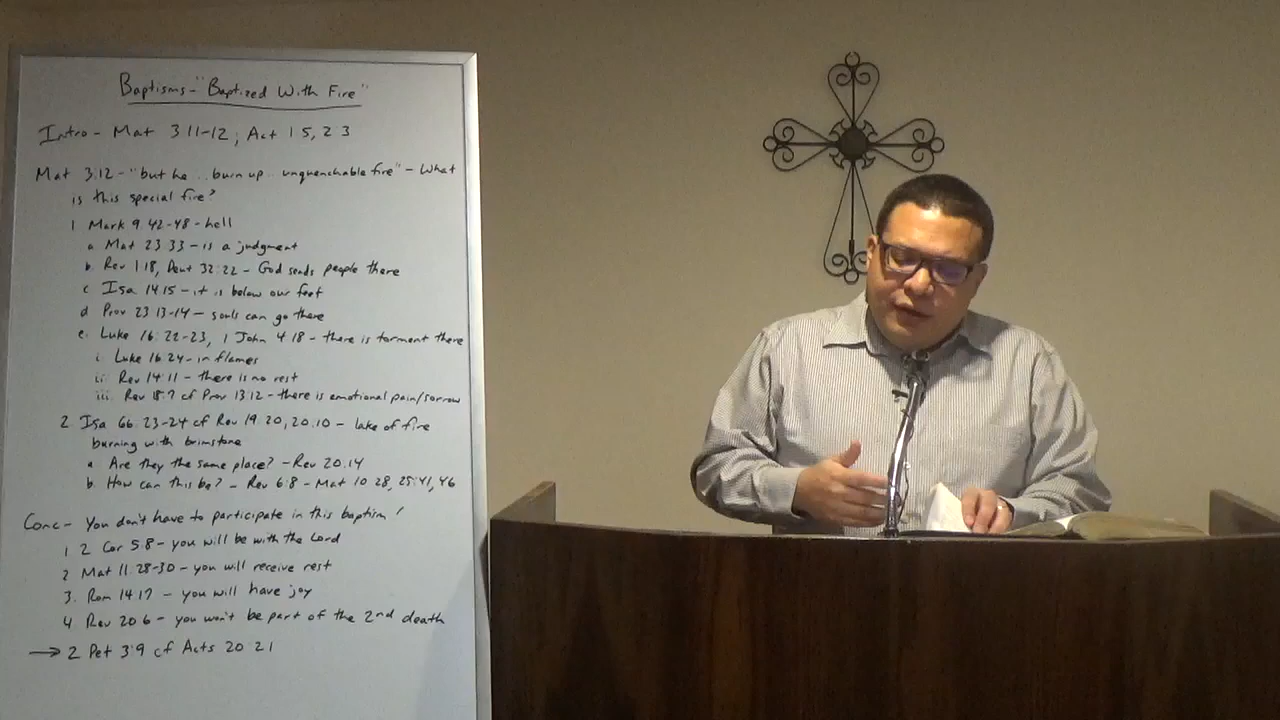 Baptisms - "Baptized With Fire"
Intro - Mat 3:11-12; Act 1:5, 2:3
Mat 3:12 - "but he...burn up...unquenchable fire" - What
is this special fire?
1. Mark 9:42-48 - hell
a. Mat 23:33 - is a judgment
b. Rev 1:18, Deut 32:22 - God sends people there
c. Isa 14:15 - it is below our feet
d. Prov 23:13-14 - souls can go there
e. Luke 16:22-23, 1 John 4:18 - there is torment there
i. Luke 16:24 - in flames
ii. Rev 14:11 - there is no rest
iii. Rev 18:7 cf Prov 13:12 - there is emotional pain/sorrow
2. Isa 66:23-24 cf Rev 19:20, 20:10 - lake of fire
burning with brimstone
a. Are they the same place? - Rev 20:14
b. How can this be? - Rev 6:8 - Mat 10:28, 25:41, 46
Conc - You don't have to participate in this baptism!
1. 2 Cor 5:8 - you will be with the Lord
2. Mat 11:28-30 - you will receive rest
3. Rom 14:17 - you will have joy
4. Rev 20:6 - you won't be part of the 2nd death
→ 2 Pet 3:9 cf Acts 20:21